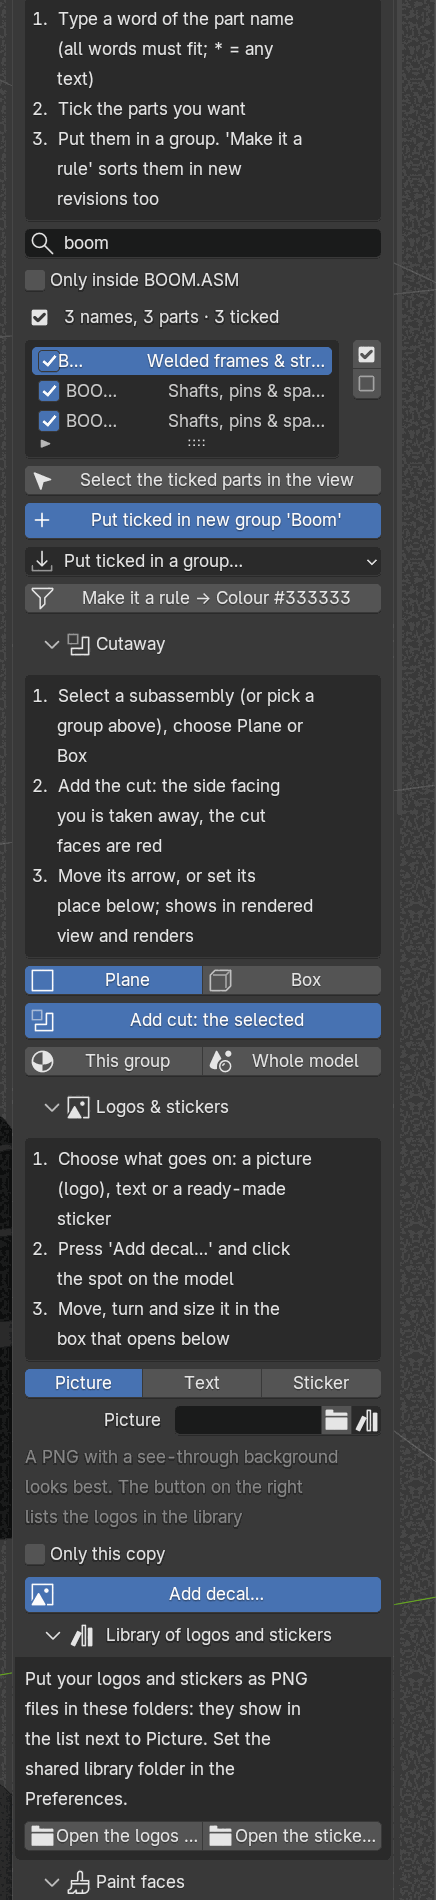 1. Type a word of the part name
(all words must fit; * = any
text)
2. Tick the parts you want
3. Put them in a group. 'Make it a
rule' sorts them in new
revisions too
boom
Only inside BOOM.ASM
3 names, 3 parts · 3 ticked
B... Welded frames & str...
BOO... Shafts, pins & spa...
BOO... Shafts, pins & spa...
Select the ticked parts in the view
Put ticked in new group 'Boom'
Put ticked in a group...
Make it a rule → Colour #333333
Cutaway
1. Select a subassembly (or pick a
group above), choose Plane or
Box
2. Add the cut: the side facing
you is taken away, the cut
faces are red
3. Move its arrow, or set its
place below; shows in rendered
view and renders
Plane Box
Add cut: the selected
This group Whole model
Logos & stickers
1. Choose what goes on: a picture
(logo), text or a ready-made
sticker
2. Press 'Add decal...' and click
the spot on the model
3. Move, turn and size it in the
box that opens below
Picture Text Sticker
Picture
A PNG with a see-through background
looks best. The button on the right
lists the logos in the library
Only this copy
Add decal...
Library of logos and stickers
Put your logos and stickers as PNG
files in these folders: they show in
the list next to Picture. Set the
shared library folder in the
Preferences.
Open the logos ... Open the sticke...
Paint faces